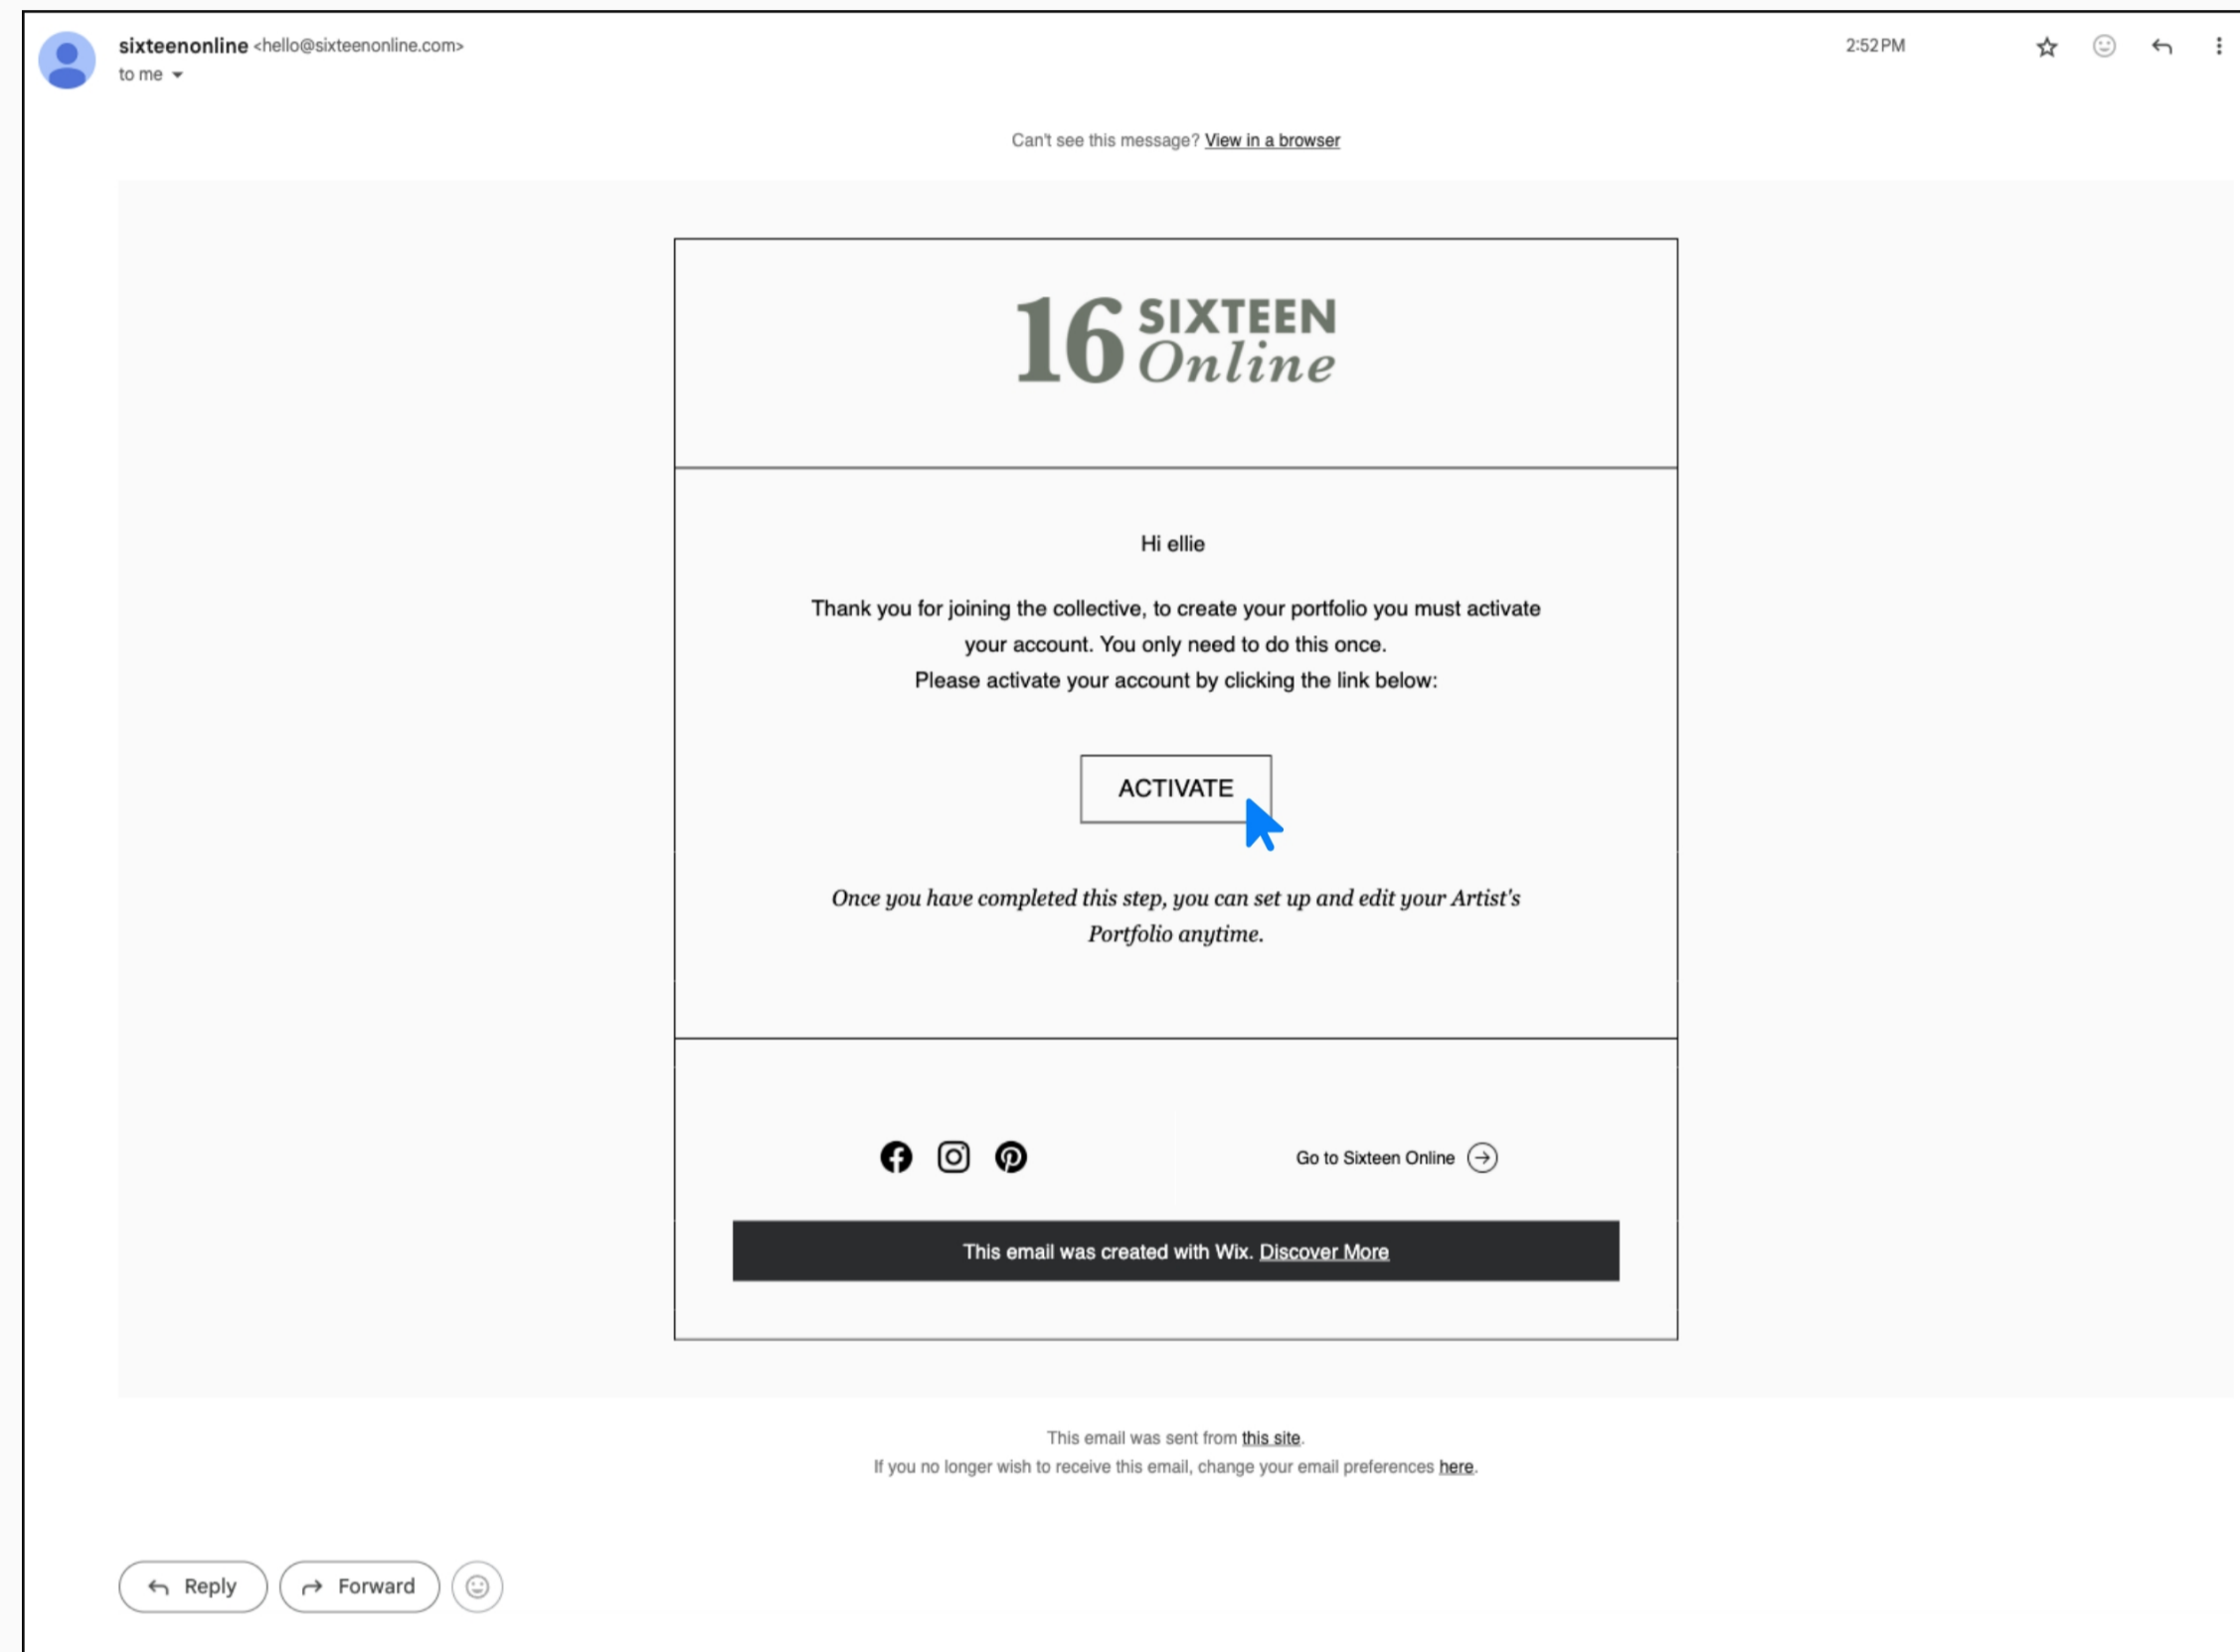 sixteenonline <hello@sixteenonline.com>
2:52 PM
to me
Can't see this message? View in a browser
16 SIXTEEN
Online
Hi ellie
Thank you for joining the collective, to create your portfolio you must activate
your account. You only need to do this once.
Please activate your account by clicking the link below:
ACTIVATE
Once you have completed this step, you can set up and edit your Artist's
Portfolio anytime.
Go to Sixteen Online
This email was created with Wix. Discover More
This email was sent from this site.
If you no longer wish to receive this email, change your email preferences here.
Reply
Forward